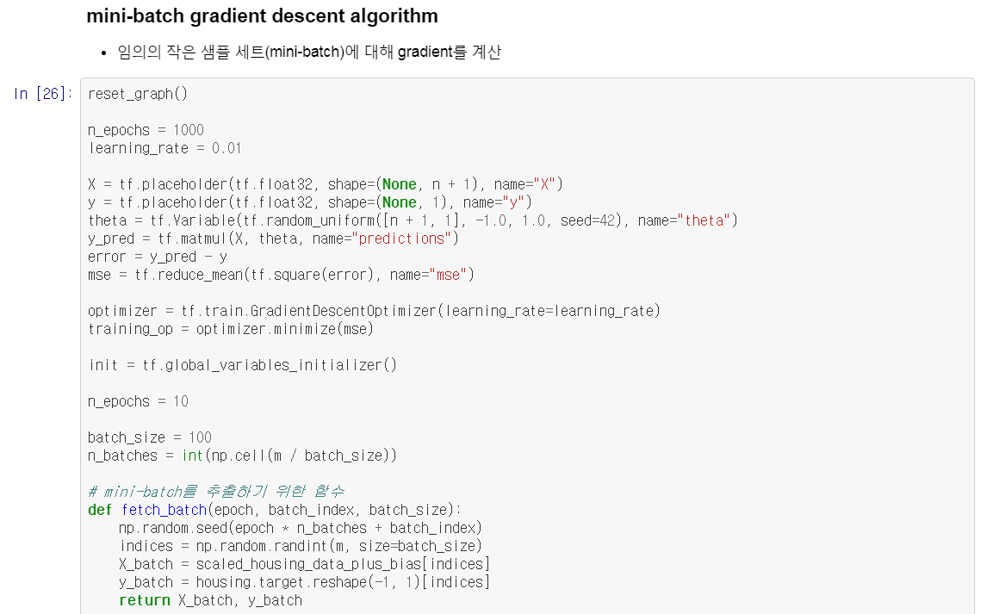 mini-batch gradient descent algorithm
• 임의의 작은 샘플 세트(mini-batch)에 대해 gradient를 계산
In [26]:
reset_graph()
n_epochs = 1000
learning_rate = 0.01
X = tf.placeholder(tf.float32, shape=(None, n + 1), name="X")
y = tf.placeholder(tf.float32, shape=(None, 1), name="y")
theta = tf.Variable(tf.random_uniform([n + 1, 1], -1.0, 1.0, seed=42), name="theta")
y_pred = tf.matmul(X, theta, name="predictions")
error = y_pred - y
mse = tf.reduce_mean(tf.square(error), name="mse")
optimizer = tf.train.GradientDescentOptimizer(learning_rate=learning_rate)
training_op = optimizer.minimize(mse)
init = tf.global_variables_initializer()
n_epochs = 10
batch_size = 100
n_batches = int(np.ceil(m / batch_size))
# mini-batch를 추출하기 위한 함수
def fetch_batch(epoch, batch_index, batch_size):
    np.random.seed(epoch * n_batches + batch_index)
    indices = np.random.randint(m, size=batch_size)
    X_batch = scaled_housing_data_plus_bias[indices]
    y_batch = housing.target.reshape(-1, 1)[indices]
    return X_batch, y_batch